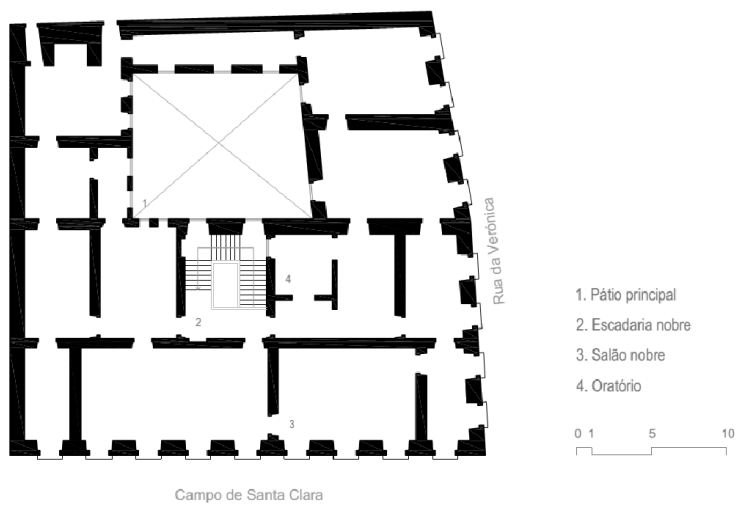 1
4
2
3
Rua da Verónica
1. Pátio principal
2. Escadaria nobre
3. Salão nobre
4. Oratório
0 1 5 10
Campo de Santa Clara